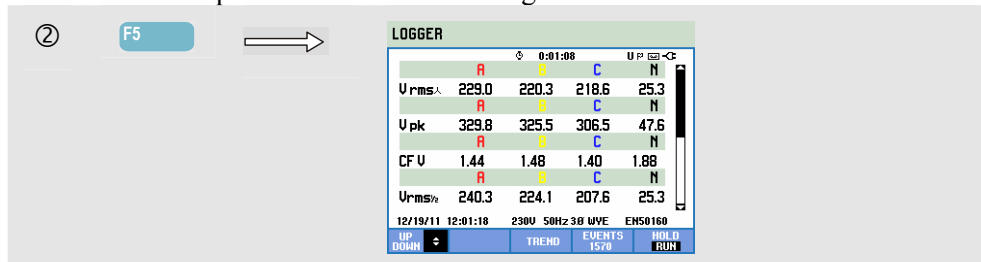 ② F5 LOGGER
0:01:08 U
A B C N
Vrms⅄ 229.0 220.3 218.6 25.3
A B C N
Vpk 329.8 325.5 306.5 47.6
A B C N
CF V 1.44 1.48 1.40 1.88
A B C N
Vrms½ 240.3 224.1 207.6 25.3
12/19/11 12:01:18 230V 50Hz 3Ø WYE EN50160
UP DOWN TREND EVENTS 1570 HOLD RUN